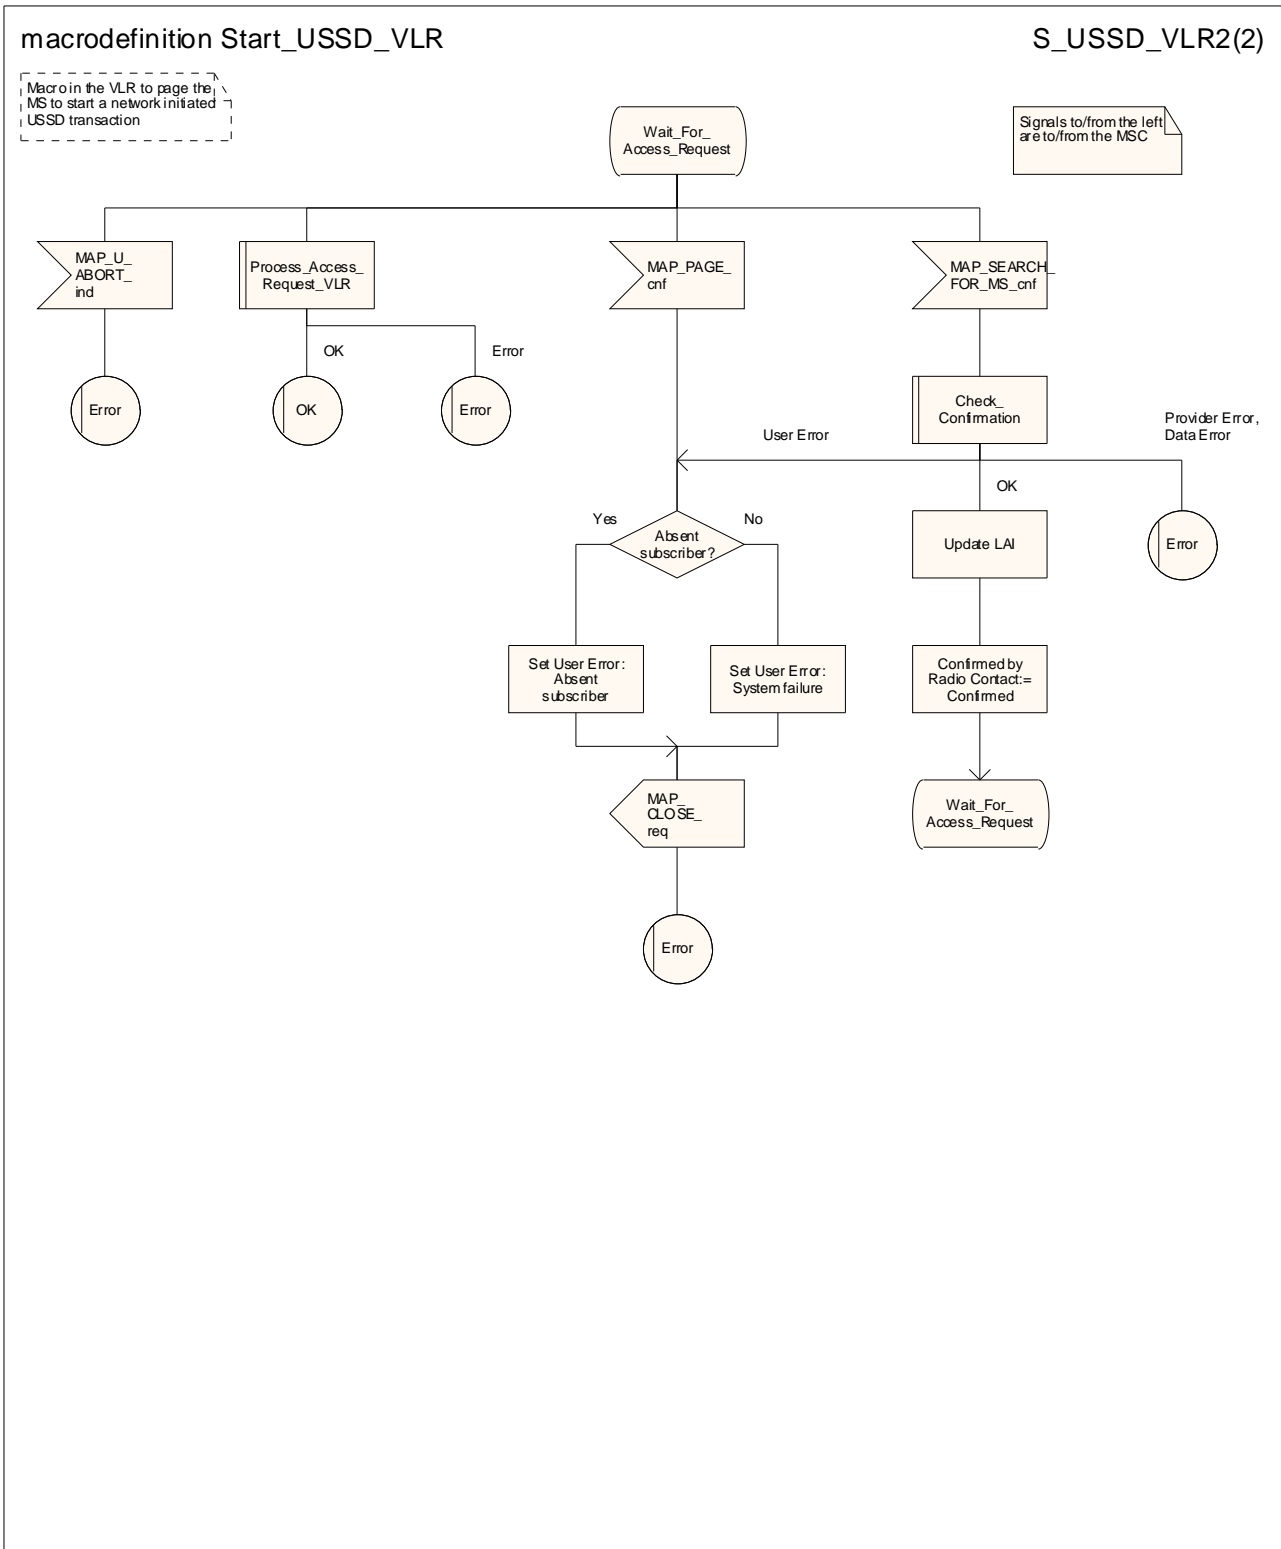 macrodefinition Start_USSD_VLR
S_USSD_VLR2(2)
Macro in the VLR to page the
MS to start a network initiated
USSD transaction
Wait_For_
Access_Request
Signals to/from the left
are to/from the MSC
MAP_U_
ABORT_
ind
Process_Access_
Request_VLR
MAP_PAGE_
cnf
MAP_SEARCH_
FOR_MS_cnf
OK
Error
Error
OK
Error
Check_
Confirmation
User Error
Provider Error,
Data Error
OK
Yes
No
Absent
subscriber?
Update LAI
Error
Set User Error:
Absent
subscriber
Set User Error:
System failure
Confirmed by
Radio Contact:=
Confirmed
MAP_
CLOSE_
req
Wait_For_
Access_Request
Error